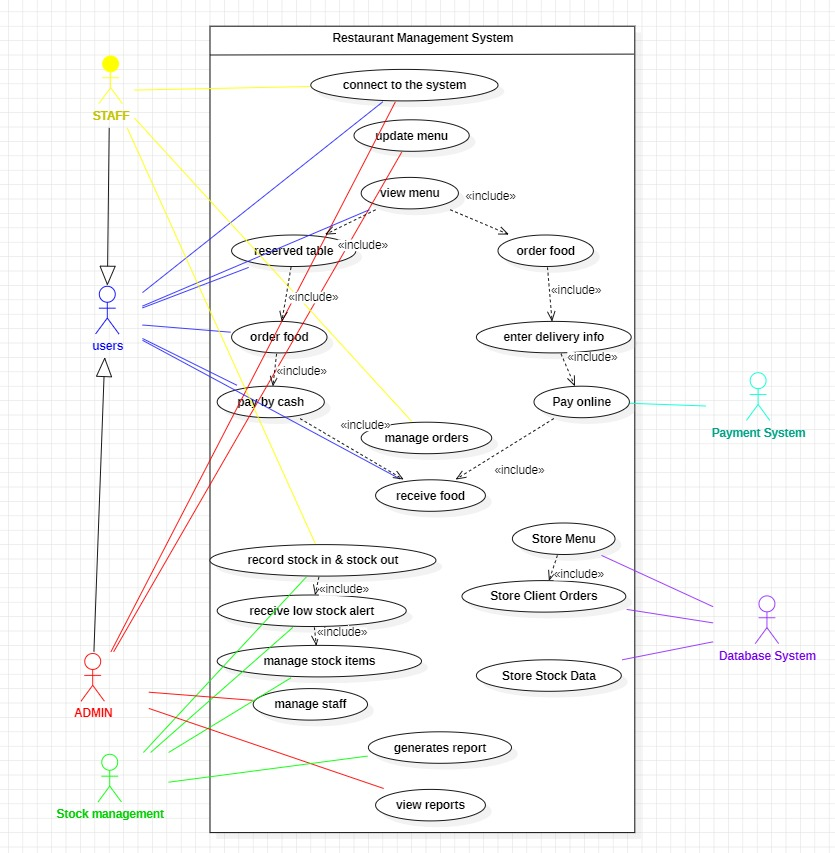 Restaurant Management System
connect to the system
STAFF
update menu
view menu
«include»
reserved table
«include»
order food
«include»
«include»
users
order food
enter delivery info
«include»
«include»
pay by cash
Pay online
«include»
manage orders
Payment System
«include»
receive food
Store Menu
record stock in & stock out
«include»
«include»
Store Client Orders
receive low stock alert
«include»
Database System
manage stock items
Store Stock Data
manage staff
ADMIN
generates report
view reports
Stock management